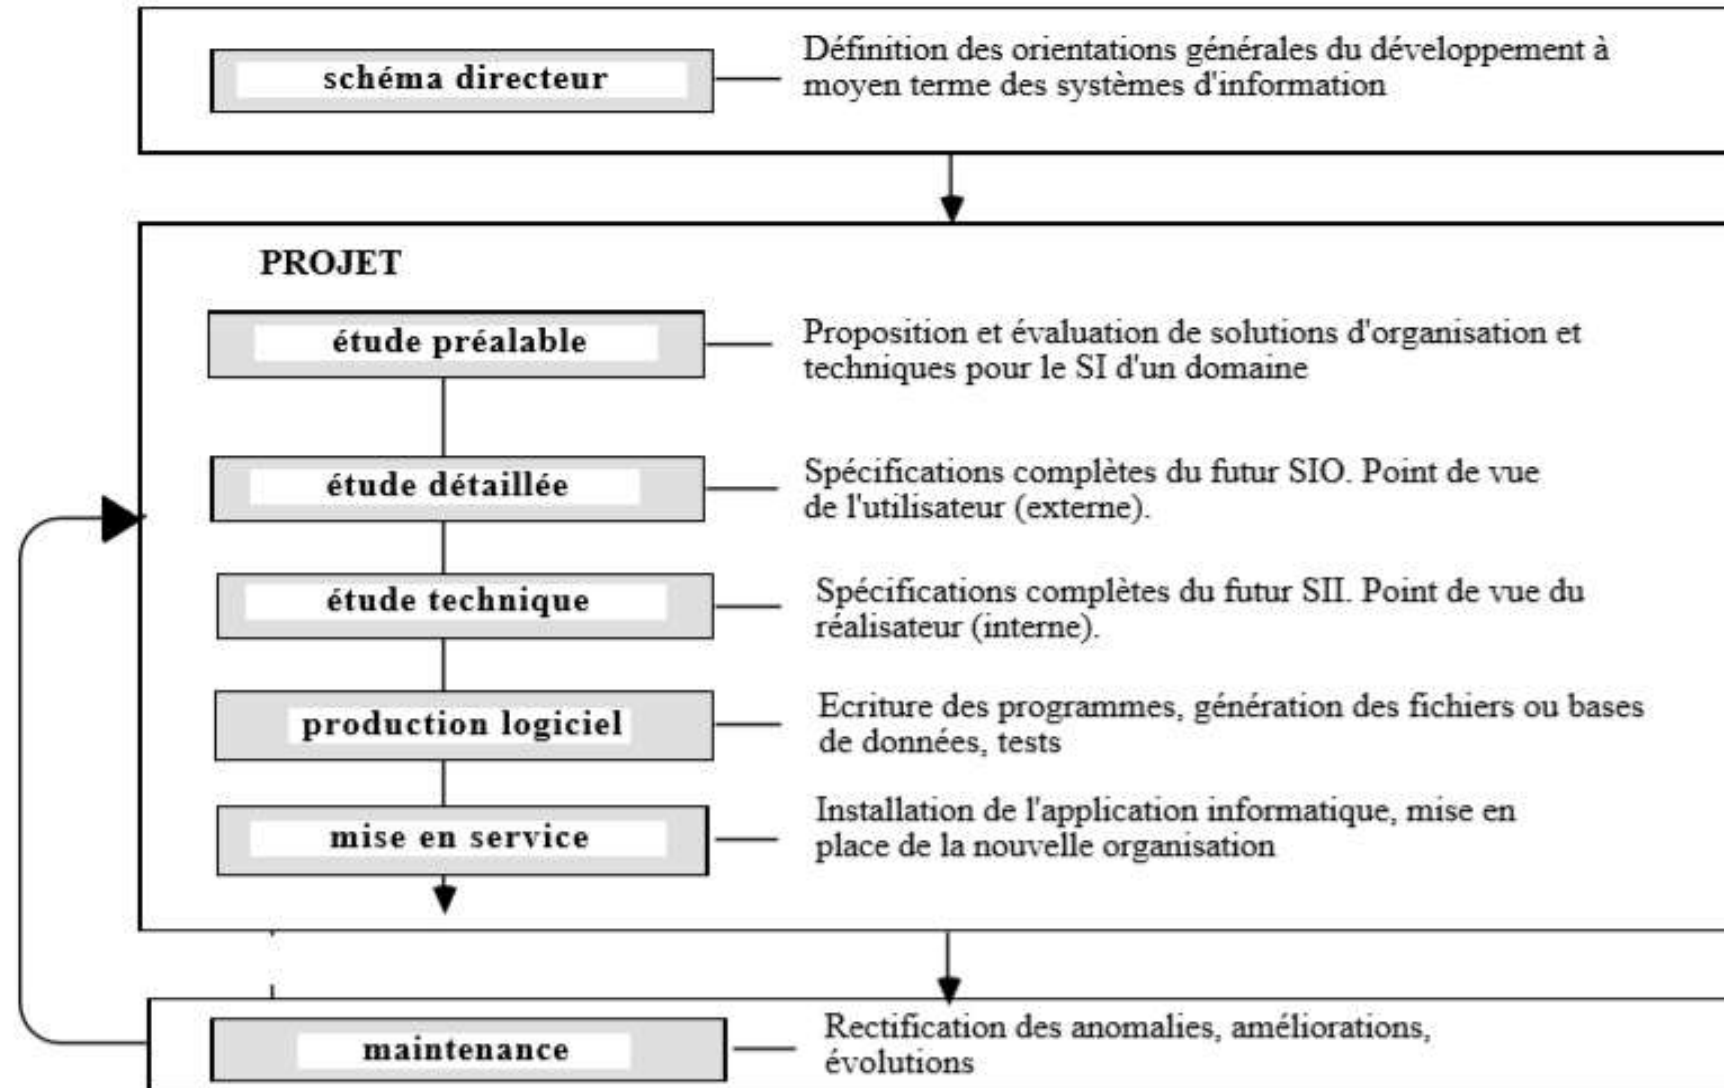 schéma directeur
Définition des orientations générales du développement à
moyen terme des systèmes d'information
PROJET
étude préalable
Proposition et évaluation de solutions d'organisation et
techniques pour le SI d'un domaine
étude détaillée
Spécifications complètes du futur SIO. Point de vue
de l'utilisateur (externe).
étude technique
Spécifications complètes du futur SII. Point de vue du
réalisateur (interne).
production logiciel
Ecriture des programmes, génération des fichiers ou bases
de données, tests
mise en service
Installation de l'application informatique, mise en
place de la nouvelle organisation
maintenance
Rectification des anomalies, améliorations,
évolutions